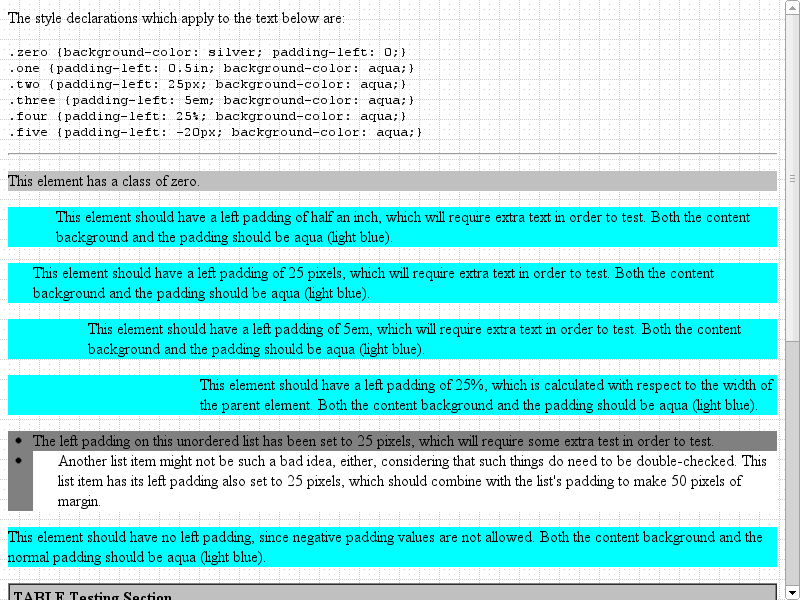 The style declarations which apply to the text below are:
.zero {background-color: silver; padding-left: 0;}
.one {padding-left: 0.5in; background-color: aqua;}
.two {padding-left: 25px; background-color: aqua;}
.three {padding-left: 5em; background-color: aqua;}
.four {padding-left: 25%; background-color: aqua;}
.five {padding-left: -20px; background-color: aqua;}
This element has a class of zero.
This element should have a left padding of half an inch, which will require extra text in order to test. Both the content
background and the padding should be aqua (light blue).
This element should have a left padding of 25 pixels, which will require extra text in order to test. Both the content
background and the padding should be aqua (light blue).
This element should have a left padding of 5em, which will require extra text in order to test. Both the content
background and the padding should be aqua (light blue).
This element should have a left padding of 25%, which is calculated with respect to the width of
the parent element. Both the content background and the padding should be aqua (light blue).
The left padding on this unordered list has been set to 25 pixels, which will require some extra test in order to test.
Another list item might not be such a bad idea, either, considering that such things do need to be double-checked. This
list item has its left padding also set to 25 pixels, which should combine with the list's padding to make 50 pixels of
margin.
This element should have no left padding, since negative padding values are not allowed. Both the content background and the
normal padding should be aqua (light blue).
TABLE Testing Section